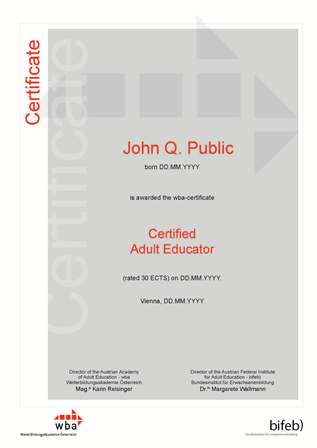 Certificate
Certificate
John Q. Public
born DD.MM.YYYY
is awarded the wba-certificate
Certified
Adult Educator
(rated 30 ECTS) on DD.MM.YYYY.
Vienna, DD.MM.YYYY
Director of the Austrian Academy
of Adult Education - wba
Weiterbildungsakademie Österreich
Mag.ª Karin Reisinger
Director of the Austrian Federal Institute
for Adult Education - bifeb)
Bundesinstitut für Erwachsenenbildung
Dr.ⁱⁿ Margarete Wallmann
wba
Weiterbildungsakademie Österreich
bifeb)